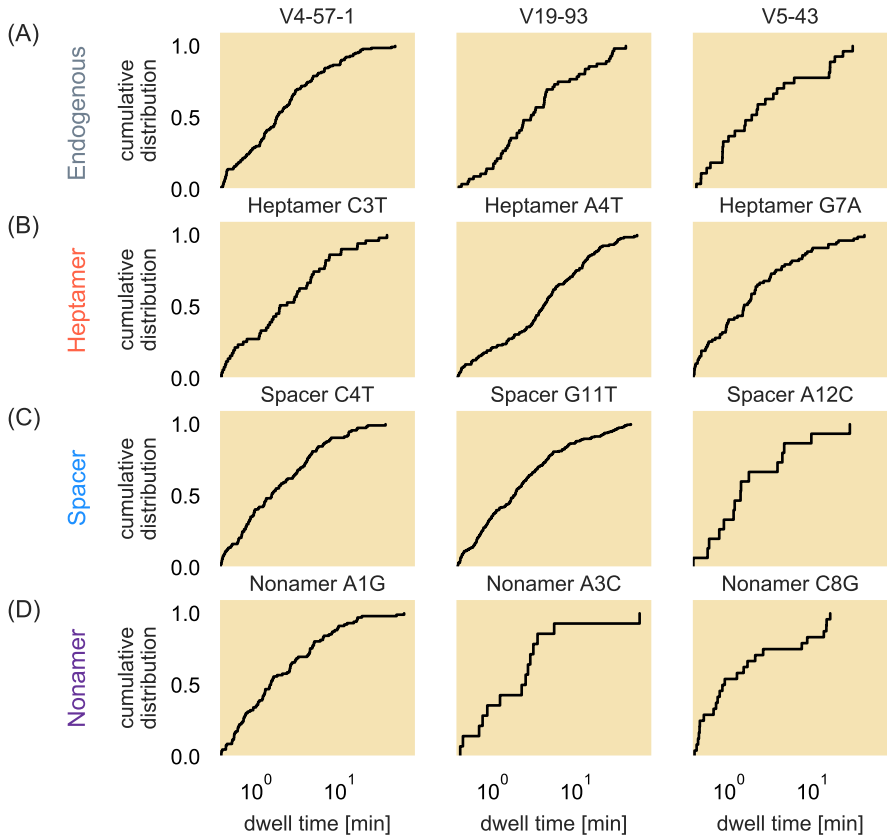 (A)
Endogenous
V4-57-1
V19-93
V5-43
cumulative
distribution
1.0
0.5
0.0
(B)
Heptamer
Heptamer C3T
Heptamer A4T
Heptamer G7A
cumulative
distribution
1.0
0.5
0.0
(C)
Spacer
Spacer C4T
Spacer G11T
Spacer A12C
cumulative
distribution
1.0
0.5
0.0
(D)
Nonamer
Nonamer A1G
Nonamer A3C
Nonamer C8G
cumulative
distribution
1.0
0.5
0.0
10⁰ 10¹
10⁰ 10¹
10⁰ 10¹
dwell time [min]
dwell time [min]
dwell time [min]